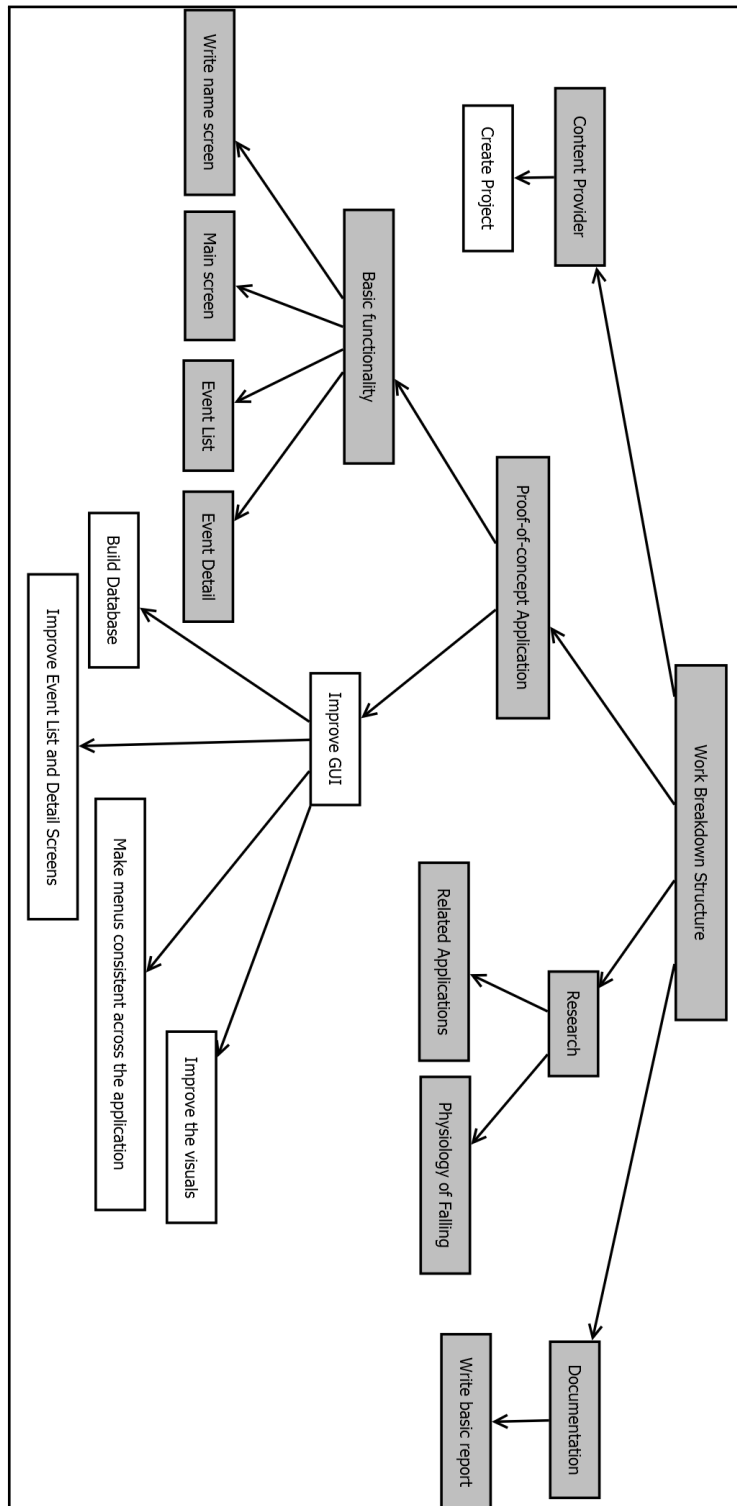 Work Breakdown Structure
Content Provider
Proof-of-concept Application
Research
Documentation
Create Project
Basic functionality
Improve GUI
Related Applications
Physiology of Falling
Write basic report
Write name screen
Main screen
Event List
Event Detail
Build Database
Improve Event List and Detail Screens
Make menus consistent across the application
Improve the visuals